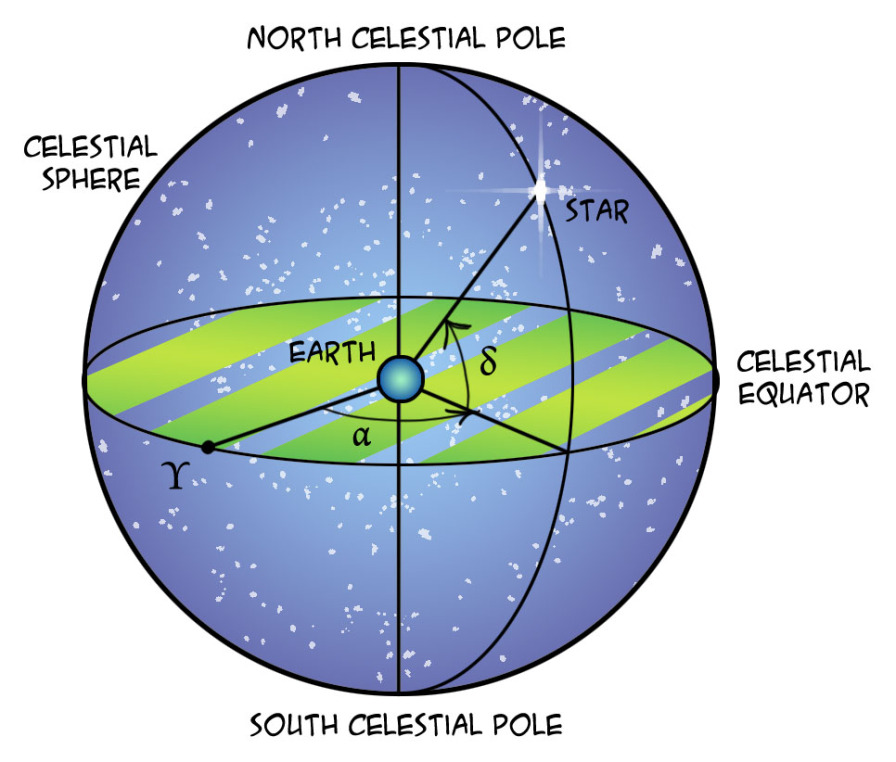 NORTH CELESTIAL POLE
CELESTIAL
SPHERE
STAR
EARTH
δ
CELESTIAL
EQUATOR
α
ϒ
SOUTH CELESTIAL POLE